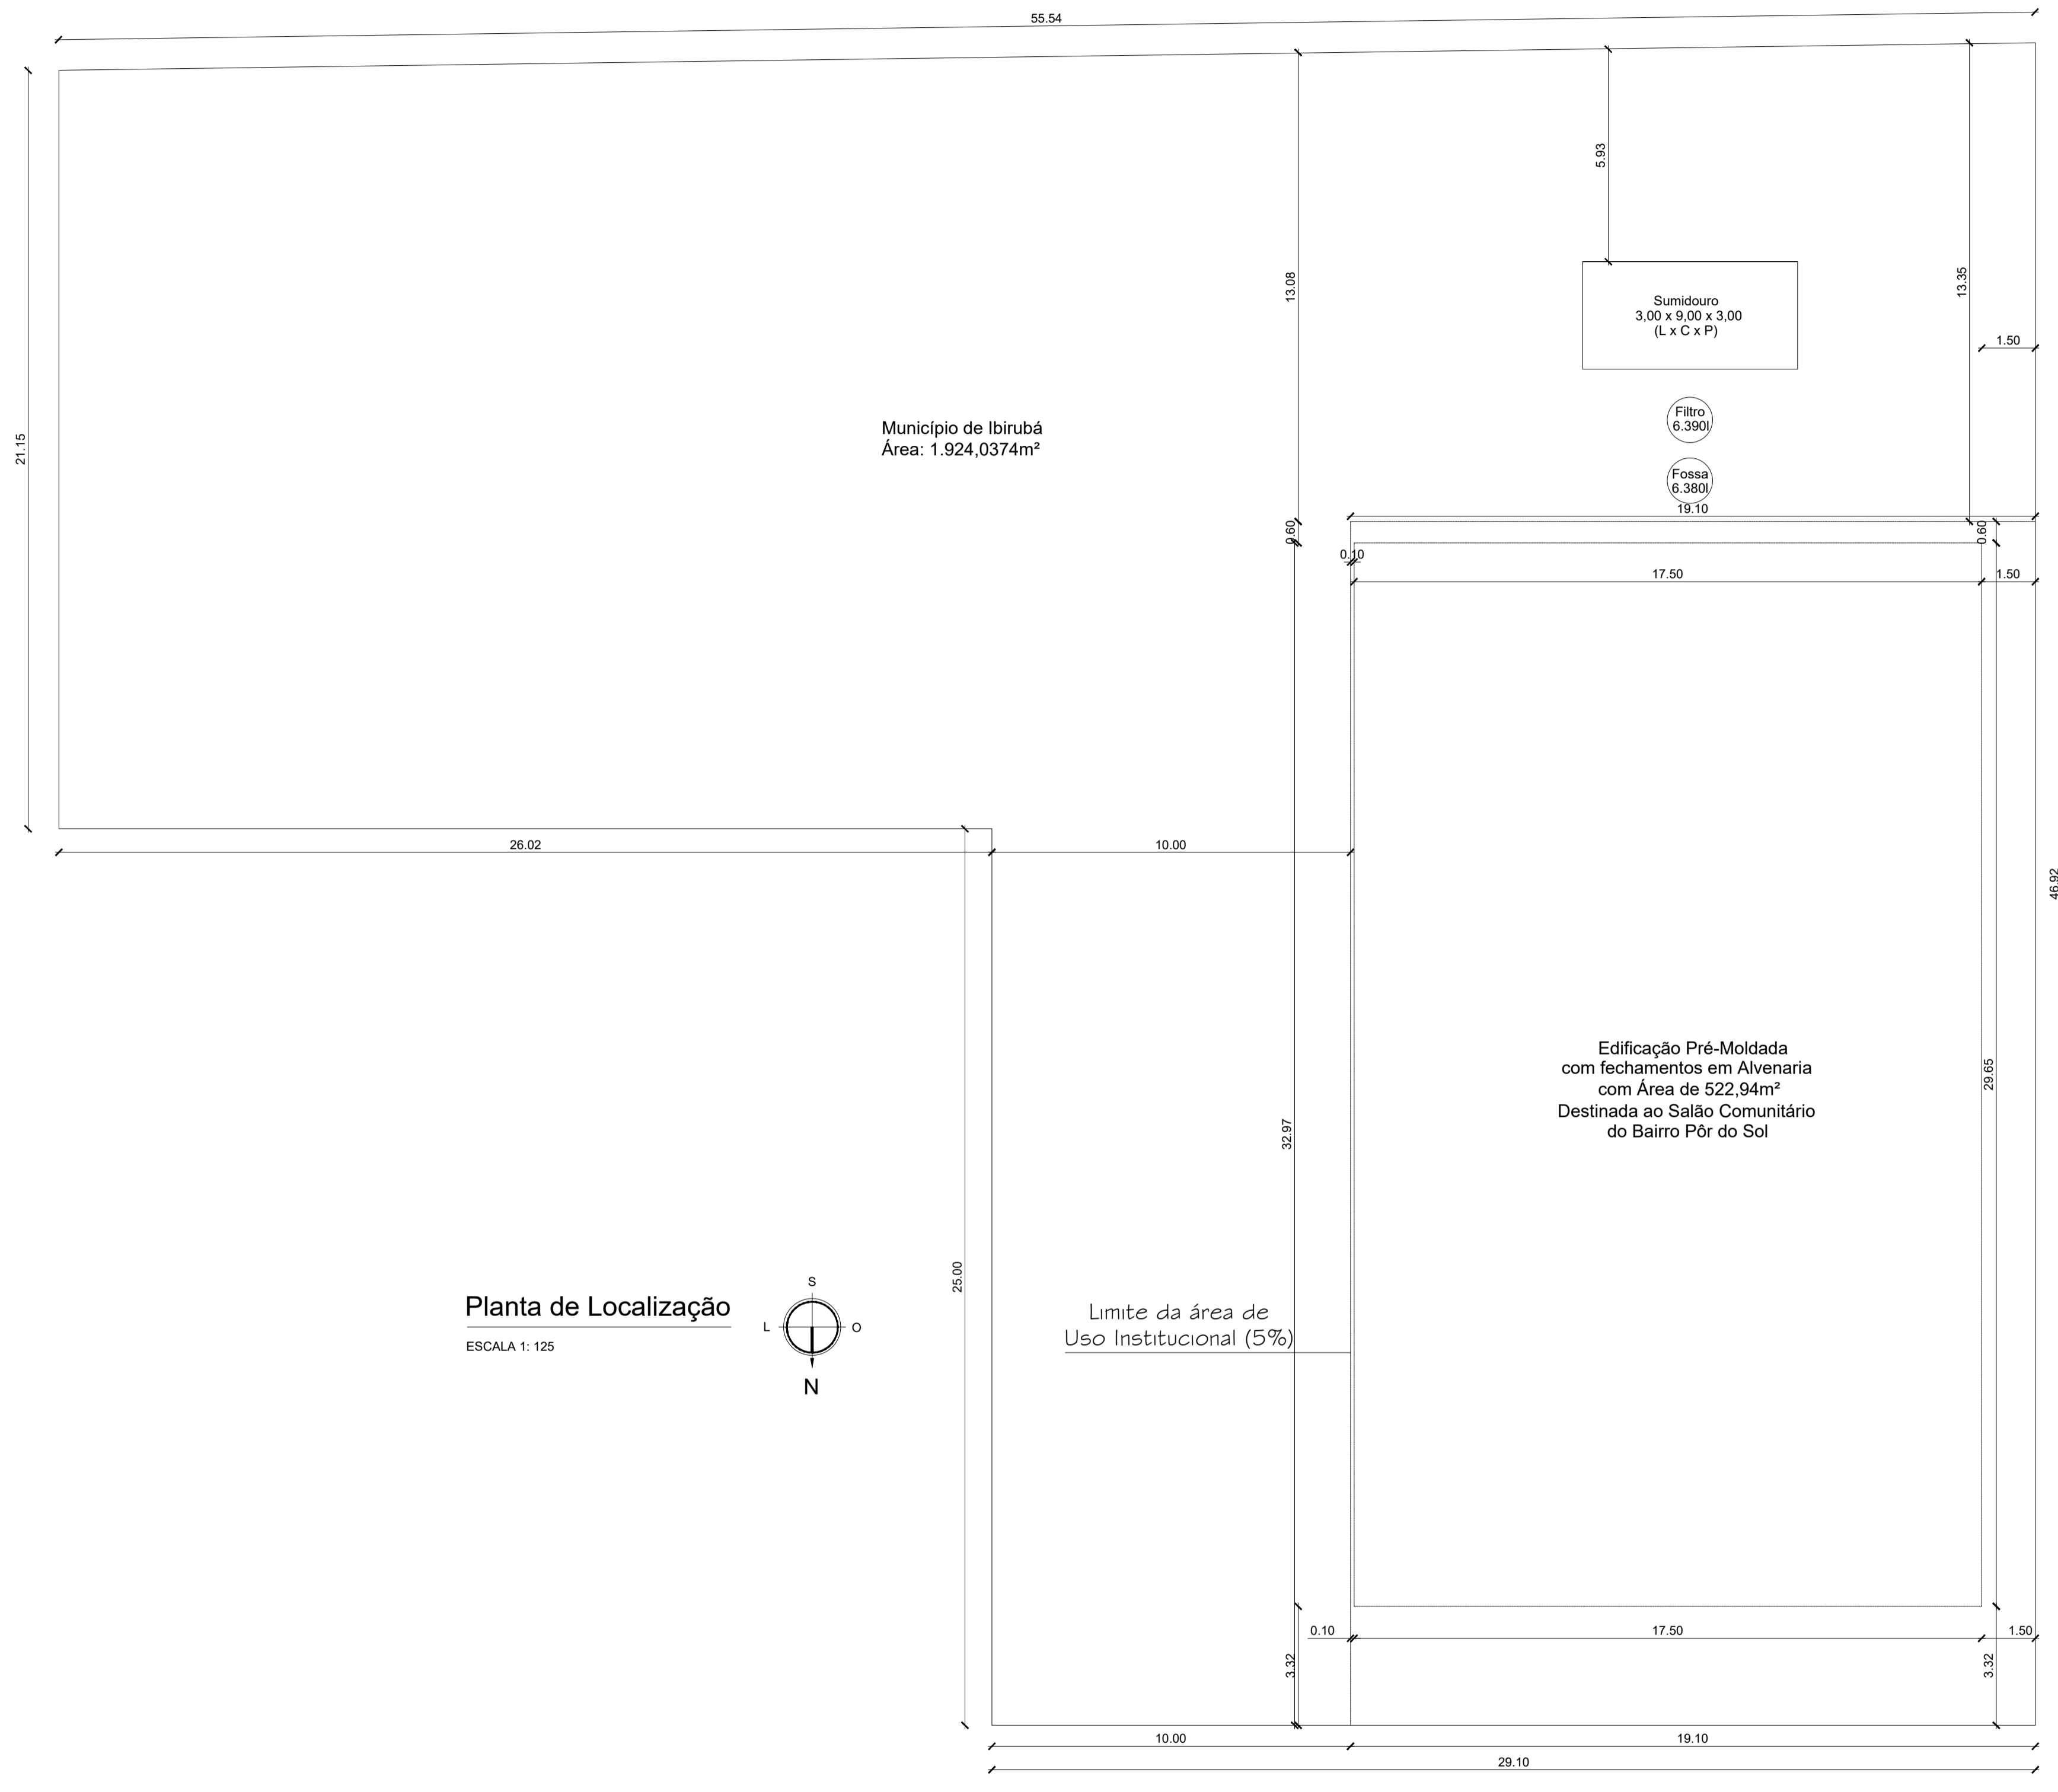 55.54
5.93
21.15
13.08
13.35
Sumidouro
3,00 x 9,00 x 3,00
(L x C x P)
1.50
Filtro
6.390l
Município de Ibirubá
Área: 1.924,0374m²
Fossa
6.380l
19.10
0.60
0.60
0.10
17.50
1.50
26.02
10.00
46.92
Edificação Pré-Moldada
com fechamentos em Alvenaria
com Área de 522,94m²
Destinada ao Salão Comunitário
do Bairro Pôr do Sol
29.65
32.97
25.00
S
L
O
N
Planta de Localização
ESCALA 1: 125
Limite da área de
Uso Institucional (5%)
0.10
17.50
1.50
3.32
3.32
10.00
19.10
29.10